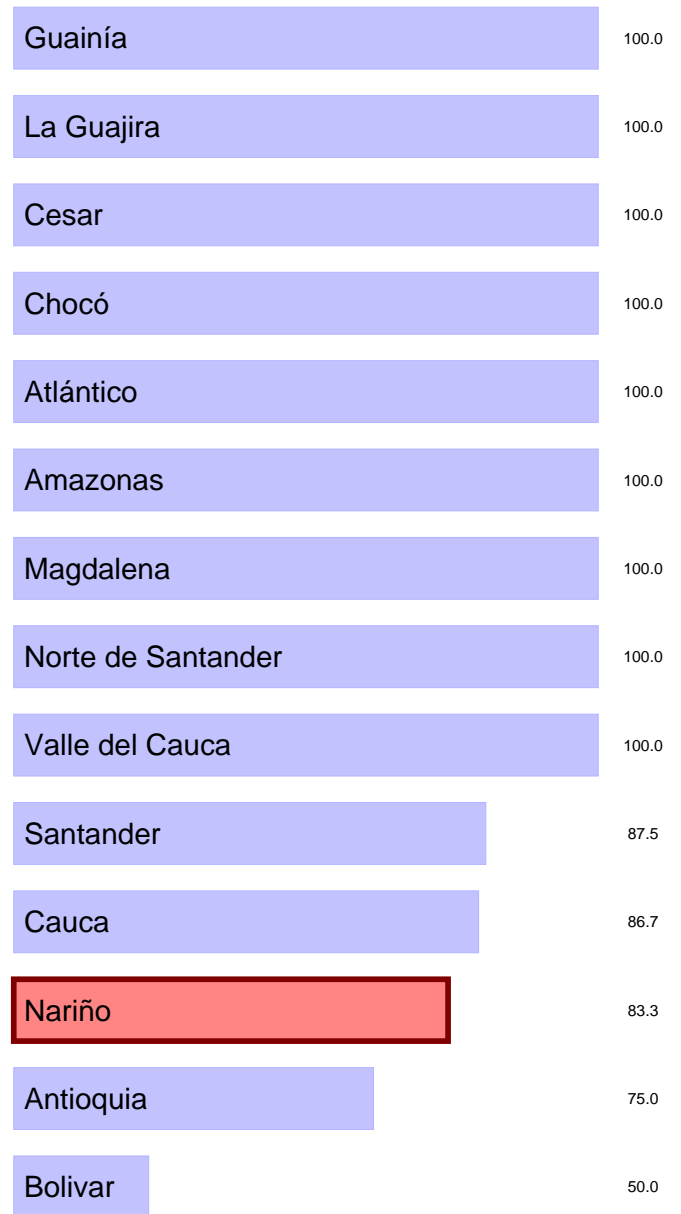 Guainía 100.0
La Guajira 100.0
Cesar 100.0
Chocó 100.0
Atlántico 100.0
Amazonas 100.0
Magdalena 100.0
Norte de Santander 100.0
Valle del Cauca 100.0
Santander 87.5
Cauca 86.7
Nariño 83.3
Antioquia 75.0
Bolivar 50.0